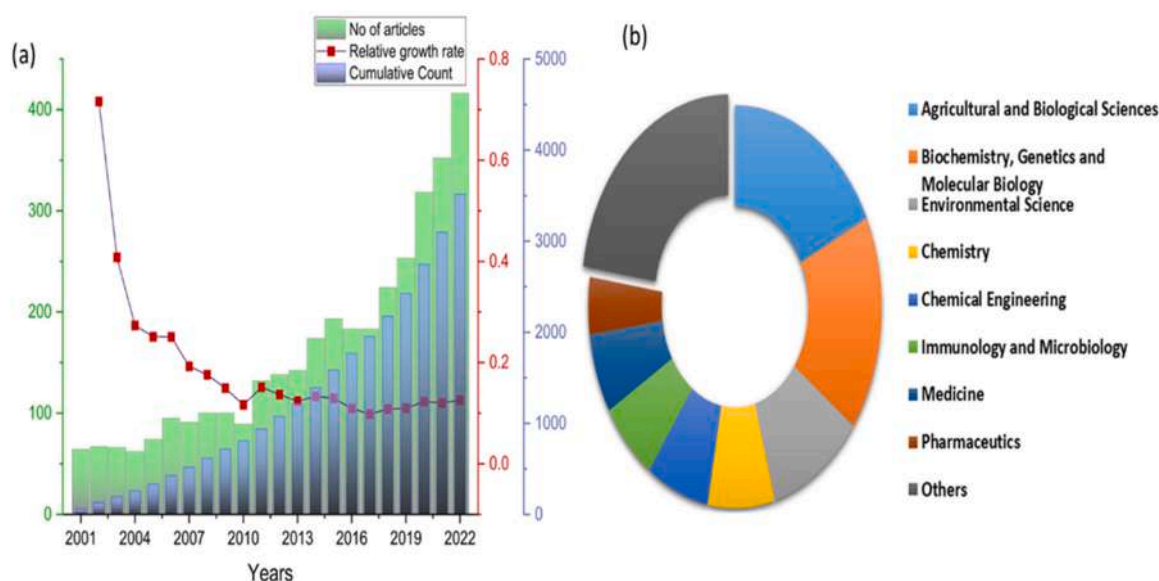 (a)
No of articles
Relative growth rate
Cumulative Count
400
300
200
100
0
0.8
0.6
0.4
0.2
0.0
5000
4000
3000
2000
1000
0
2001 2004 2007 2010 2013 2016 2019 2022
Years
(b)
Agricultural and Biological Sciences
Biochemistry, Genetics and
Molecular Biology
Environmental Science
Chemistry
Chemical Engineering
Immunology and Microbiology
Medicine
Pharmaceutics
Others